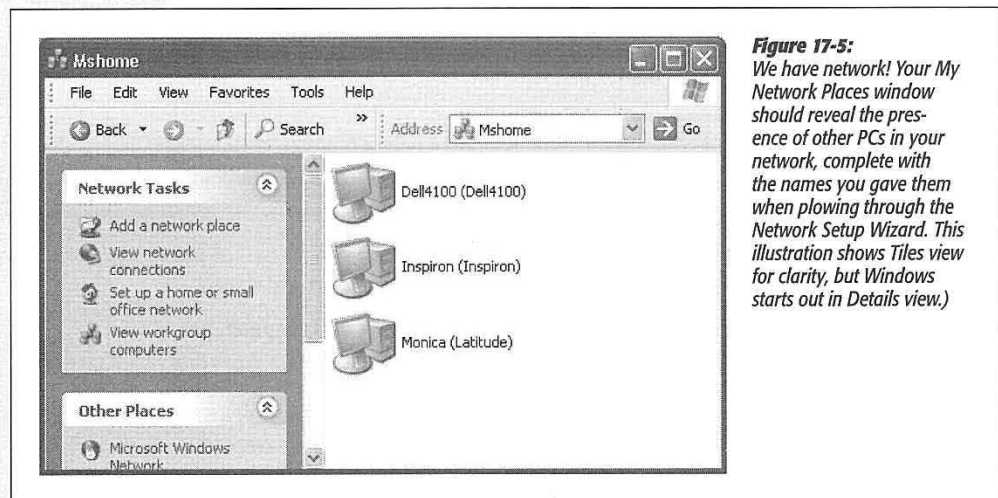 Mshome
File Edit View Favorites Tools Help
Back Search » Address Mshome Go
Network Tasks
Add a network place
View network
connections
Set up a home or small
office network
View workgroup
computers
Other Places
Microsoft Windows
Network
Dell4100 (Dell4100)
Inspiron (Inspiron)
Monica (Latitude)
Figure 17-5:
We have network! Your My
Network Places window
should reveal the pres-
ence of other PCs in your
network, complete with
the names you gave them
when plowing through the
Network Setup Wizard. This
illustration shows Tiles view
for clarity, but Windows
starts out in Details view.)